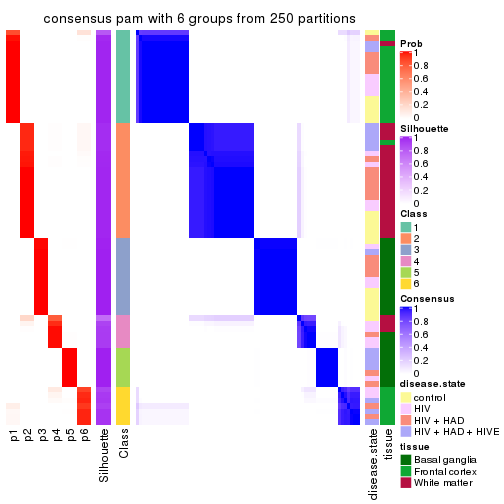 consensus pam with 6 groups from 250 partitions
Prob
1
0.8
0.6
0.4
0.2
0
Silhouette
1
0.8
0.6
0.4
0.2
0
Class
1
2
3
4
5
6
Consensus
1
0.8
0.6
0.4
0.2
0
disease.state
control
HIV
HIV + HAD
HIV + HAD + HIVE
tissue
Basal ganglia
Frontal cortex
White matter
p1
p2
p3
p4
p5
p6
Silhouette
Class
disease.state
tissue